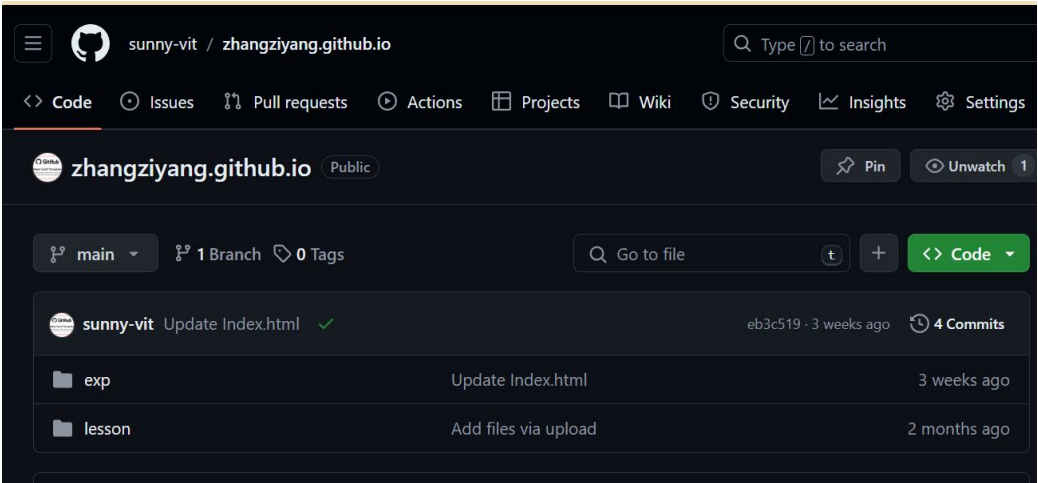 sunny-vit / zhangziyang.github.io Type / to search
Code Issues Pull requests Actions Projects Wiki Security Insights Settings
zhangziyang.github.io Public Pin Unwatch 1
main 1 Branch 0 Tags Go to file t + Code
sunny-vit Update Index.html eb3c519 · 3 weeks ago 4 Commits
exp Update Index.html 3 weeks ago
lesson Add files via upload 2 months ago